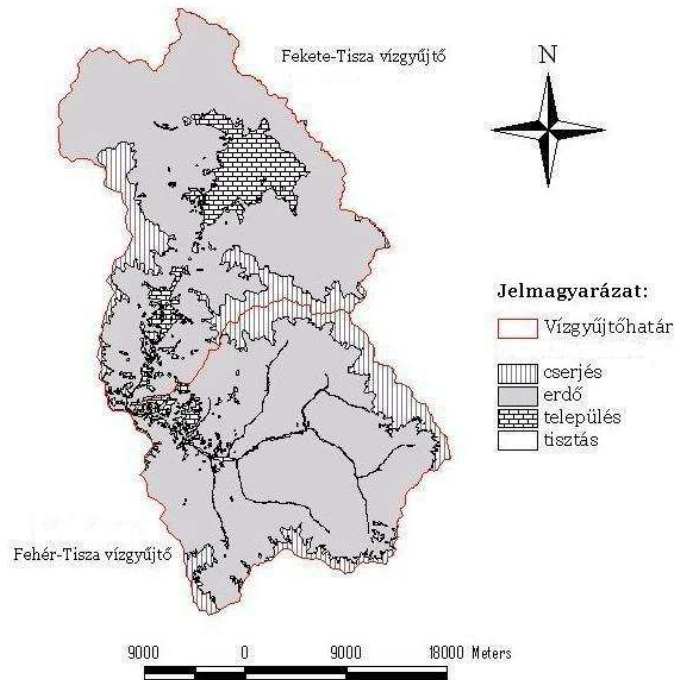 Fekete-Tisza vízgyűjtő
N
Jelmagyarázat:
Vízgyűjtőhatár
cserjés
erdő
település
tisztás
Fehér-Tisza vízgyűjtő
9000 0 9000 18000 Meters